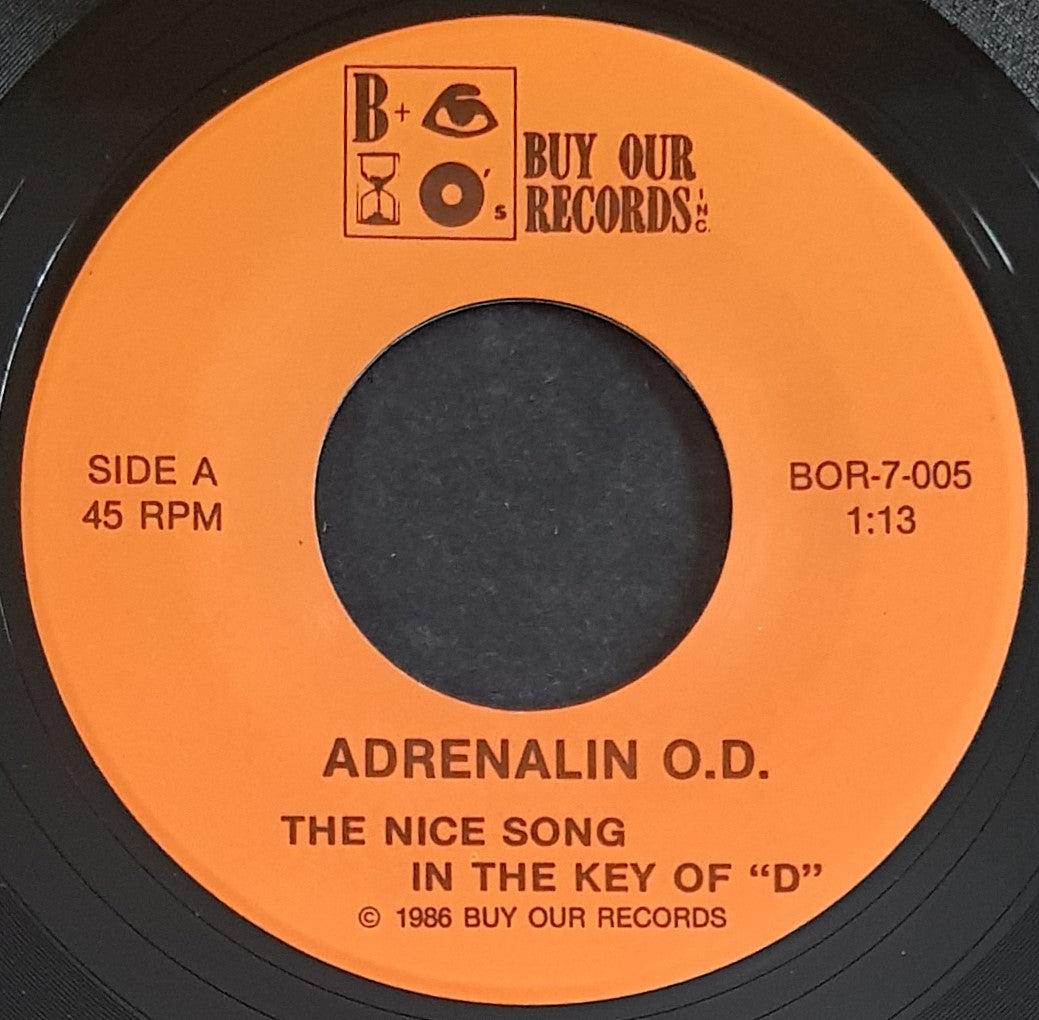 B +
O's
BUY OUR
RECORDS INC.
SIDE A
45 RPM
BOR-7-005
1:13
ADRENALIN O.D.
THE NICE SONG
IN THE KEY OF “D”
© 1986 BUY OUR RECORDS